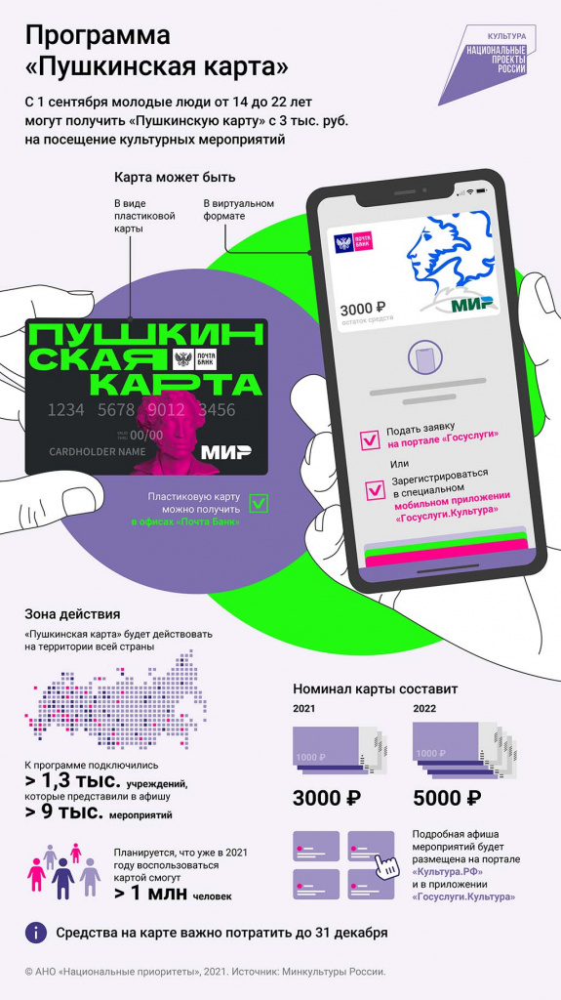 Программа
«Пушкинская карта»
КУЛЬТУРА
НАЦИОНАЛЬНЫЕ
ПРОЕКТЫ
РОССИИ
С 1 сентября молодые люди от 14 до 22 лет
могут получить «Пушкинскую карту» с 3 тыс. руб.
на посещение культурных мероприятий
Карта может быть
В виде
пластиковой
карты
В виртуальном
формате
ПОЧТА
БАНК
3000 ₽
остаток средств
МИР
ПУШКИН
СКАЯ
ПОЧТА
БАНК
КАРТА
1234 5678 9012 3456
VALID
THRU
00/00
CARDHOLDER NAME
МИР
Подать заявку
на портале «Госуслуги»
Или
Зарегистрироваться
в специальном
мобильном приложении
«Госуслуги.Культура»
Пластиковую карту
можно получить
в офисах «Почта Банк»
Зона действия
«Пушкинская карта» будет действовать
на территории всей страны
К программе подключились
> 1,3 тыс. учреждений,
которые представили в афишу
> 9 тыс. мероприятий
Планируется, что уже в 2021
году воспользоваться
картой смогут
> 1 млн человек
Номинал карты составит
2021
1000 ₽
3000 ₽
2022
1000 ₽
5000 ₽
Подробная афиша
мероприятий будет
размещена на портале
«Культура.РФ»
и в приложении
«Госуслуги.Культура»
i
Средства на карте важно потратить до 31 декабря
© АНО «Национальные приоритеты», 2021. Источник: Минкультуры России.